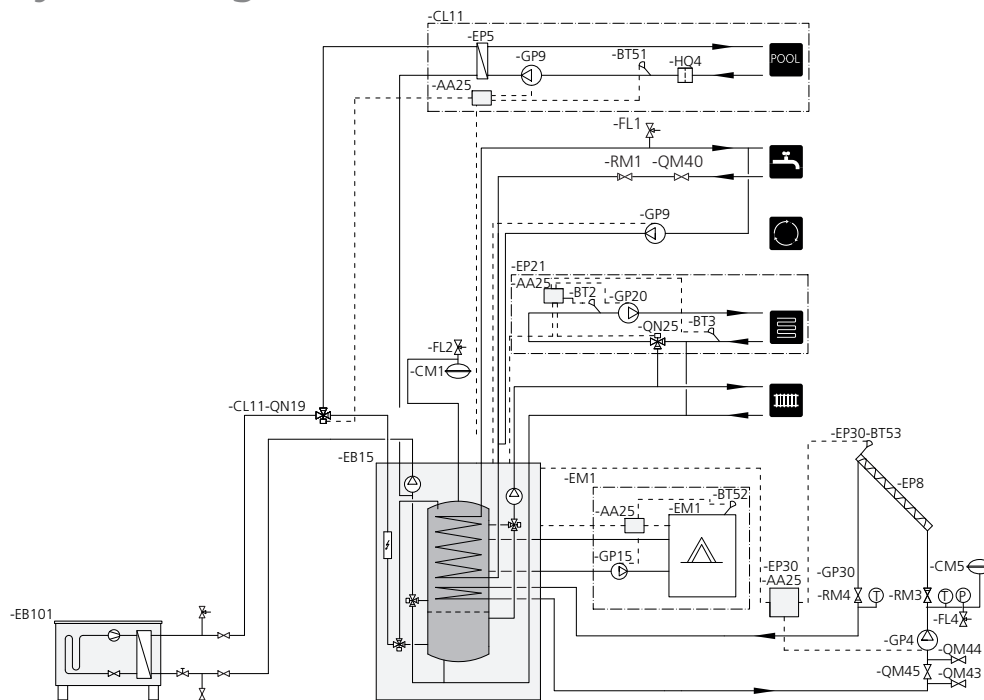 -CL11
-EP5
-GP9
-BT51
-HQ4
POOL
-AA25
-FL1
-RM1
-QM40
-GP9
-EP21
-AA25
-BT2
-GP20
-QN25
-BT3
-FL2
-CM1
-CL11-QN19
-EP30-BT53
-EB15
-EM1
-EP8
-BT52
-AA25
-EM1
-GP15
-EP30
-AA25
-GP30
-CM5
-RM4
T
-RM3
T
P
-FL4
-EB101
-GP4
-QM44
-QM45
-QM43